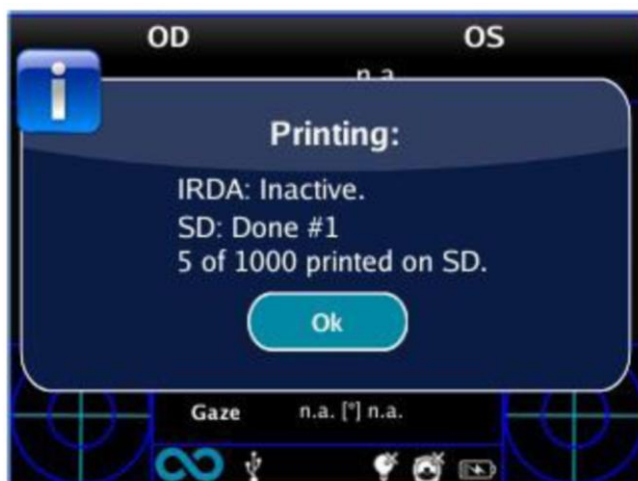 OD OS
n.a.
i
Printing:
IRDA: Inactive.
SD: Done #1
5 of 1000 printed on SD.
Ok
Gaze n.a. [°] n.a.